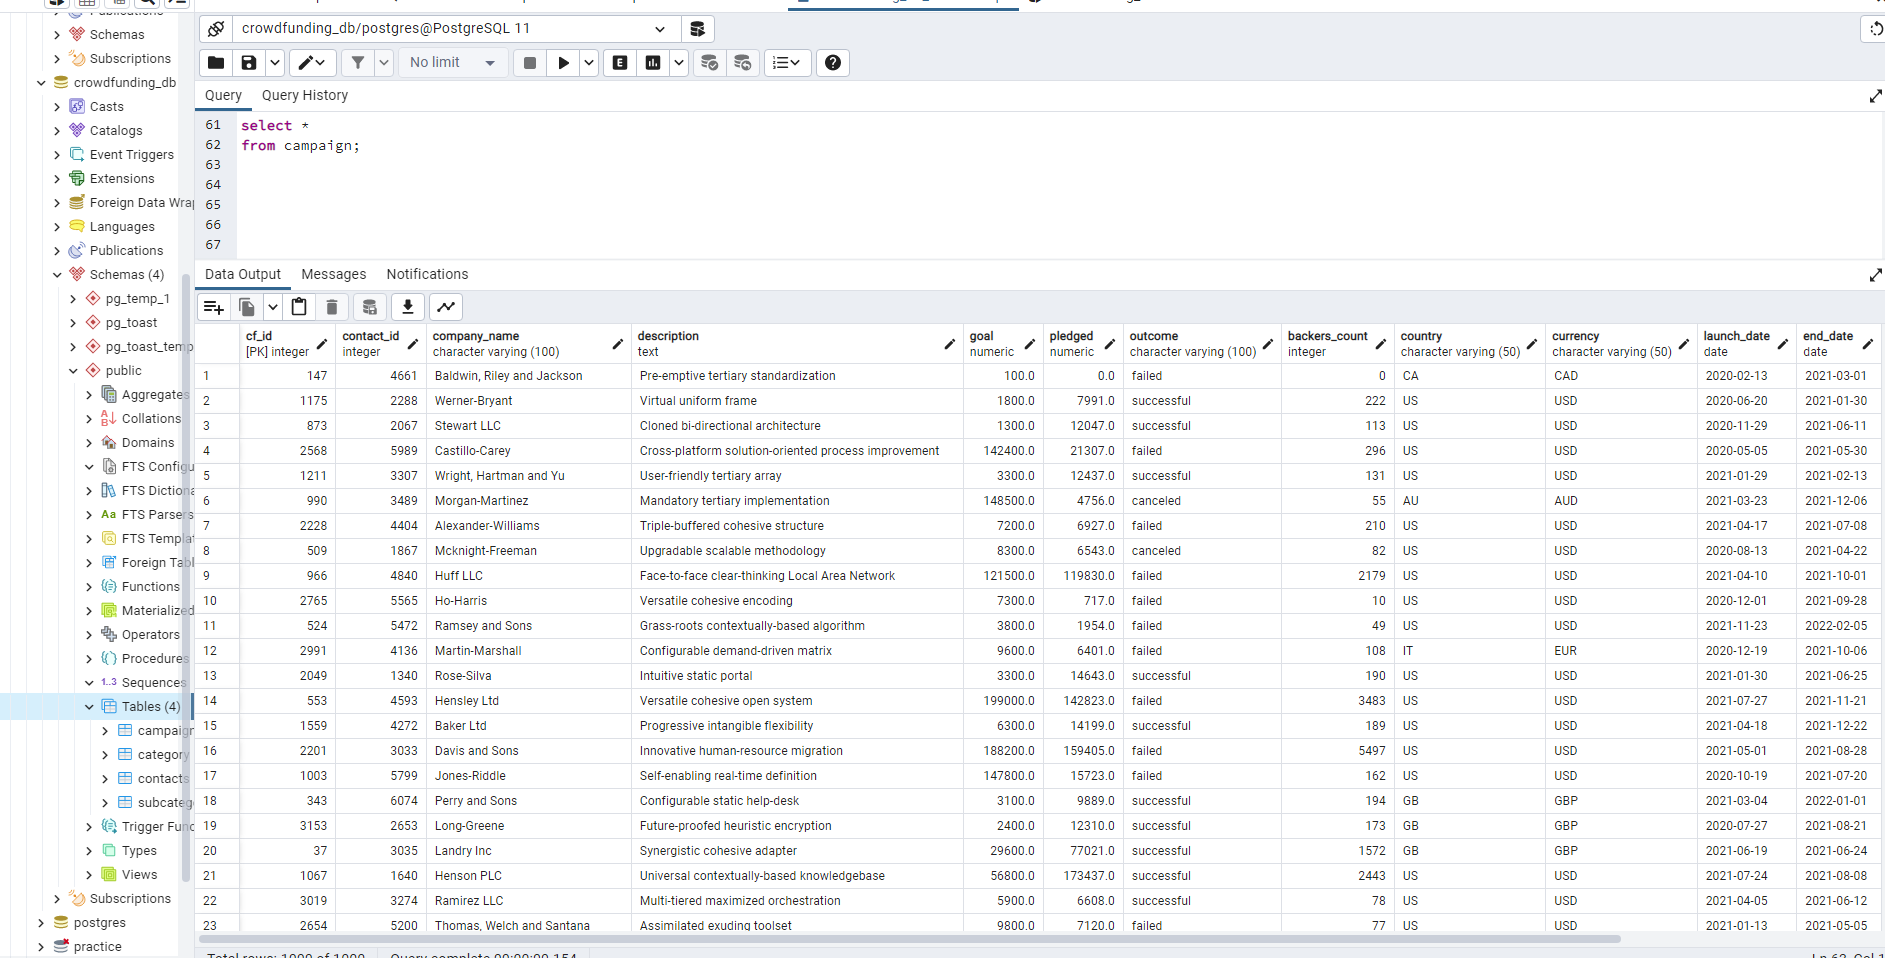 crowdfunding_db/postgres@PostgreSQL 11
No limit
E
Query Query History
61 select *
62 from campaign;
63
64
65
66
67
Schemas
Subscriptions
crowdfunding_db
Casts
Catalogs
Event Triggers
Extensions
Foreign Data Wra
Languages
Publications
Schemas (4)
pg_temp_1
pg_toast
pg_toast_temp
public
Aggregates
Collations
Domains
FTS Configu
FTS Dictiona
Aa FTS Parsers
FTS Templat
Foreign Tabl
Functions
Materialized
Operators
Procedures
1..3 Sequences
Tables (4)
campaign
category
contacts
subcateg
Trigger Func
Types
Views
Subscriptions
postgres
practice
Data Output Messages Notifications
cf_id contact_id company_name description goal pledged outcome backers_count country currency launch_date end_date
[PK] integer integer character varying (100) text numeric numeric character varying (100) integer character varying (50) character varying (50) date date
1 147 4661 Baldwin, Riley and Jackson Pre-emptive tertiary standardization 100.0 0.0 failed 0 CA CAD 2020-02-13 2021-03-01
2 1175 2288 Werner-Bryant Virtual uniform frame 1800.0 7991.0 successful 222 US USD 2020-06-20 2021-01-30
3 873 2067 Stewart LLC Cloned bi-directional architecture 1300.0 12047.0 successful 113 US USD 2020-11-29 2021-06-11
4 2568 5989 Castillo-Carey Cross-platform solution-oriented process improvement 142400.0 21307.0 failed 296 US USD 2020-05-05 2021-05-30
5 1211 3307 Wright, Hartman and Yu User-friendly tertiary array 3300.0 12437.0 successful 131 US USD 2021-01-29 2021-02-13
6 990 3489 Morgan-Martinez Mandatory tertiary implementation 148500.0 4756.0 canceled 55 AU AUD 2021-03-23 2021-12-06
7 2228 4404 Alexander-Williams Triple-buffered cohesive structure 7200.0 6927.0 failed 210 US USD 2021-04-17 2021-07-08
8 509 1867 Mcknight-Freeman Upgradable scalable methodology 8300.0 6543.0 canceled 82 US USD 2020-08-13 2021-04-22
9 966 4840 Huff LLC Face-to-face clear-thinking Local Area Network 121500.0 119830.0 failed 2179 US USD 2021-04-10 2021-10-01
10 2765 5565 Ho-Harris Versatile cohesive encoding 7300.0 717.0 failed 10 US USD 2020-12-01 2021-09-28
11 524 5472 Ramsey and Sons Grass-roots contextually-based algorithm 3800.0 1954.0 failed 49 US USD 2021-11-23 2022-02-05
12 2991 4136 Martin-Marshall Configurable demand-driven matrix 9600.0 6401.0 failed 108 IT EUR 2020-12-19 2021-10-06
13 2049 1340 Rose-Silva Intuitive static portal 3300.0 14643.0 successful 190 US USD 2021-01-30 2021-06-25
14 553 4593 Hensley Ltd Versatile cohesive open system 199000.0 142823.0 failed 3483 US USD 2021-07-27 2021-11-21
15 1559 4272 Baker Ltd Progressive intangible flexibility 6300.0 14199.0 successful 189 US USD 2021-04-18 2021-12-22
16 2201 3033 Davis and Sons Innovative human-resource migration 188200.0 159405.0 failed 5497 US USD 2021-05-01 2021-08-28
17 1003 5799 Jones-Riddle Self-enabling real-time definition 147800.0 15723.0 failed 162 US USD 2020-10-19 2021-07-20
18 343 6074 Perry and Sons Configurable static help-desk 3100.0 9889.0 successful 194 GB GBP 2021-03-04 2022-01-01
19 3153 2653 Long-Greene Future-proofed heuristic encryption 2400.0 12310.0 successful 173 GB GBP 2020-07-27 2021-08-21
20 37 3035 Landry Inc Synergistic cohesive adapter 29600.0 77021.0 successful 1572 GB GBP 2021-06-19 2021-06-24
21 1067 1640 Henson PLC Universal contextually-based knowledgebase 56800.0 173437.0 successful 2443 US USD 2021-07-24 2021-08-08
22 3019 3274 Ramirez LLC Multi-tiered maximized orchestration 5900.0 6608.0 successful 78 US USD 2021-04-05 2021-06-12
23 2654 5200 Thomas, Welch and Santana Assimilated exuding toolset 9800.0 7120.0 failed 77 US USD 2021-01-13 2021-05-05
Total rows: 1000 of 1000 Query complete 00:00:00.154